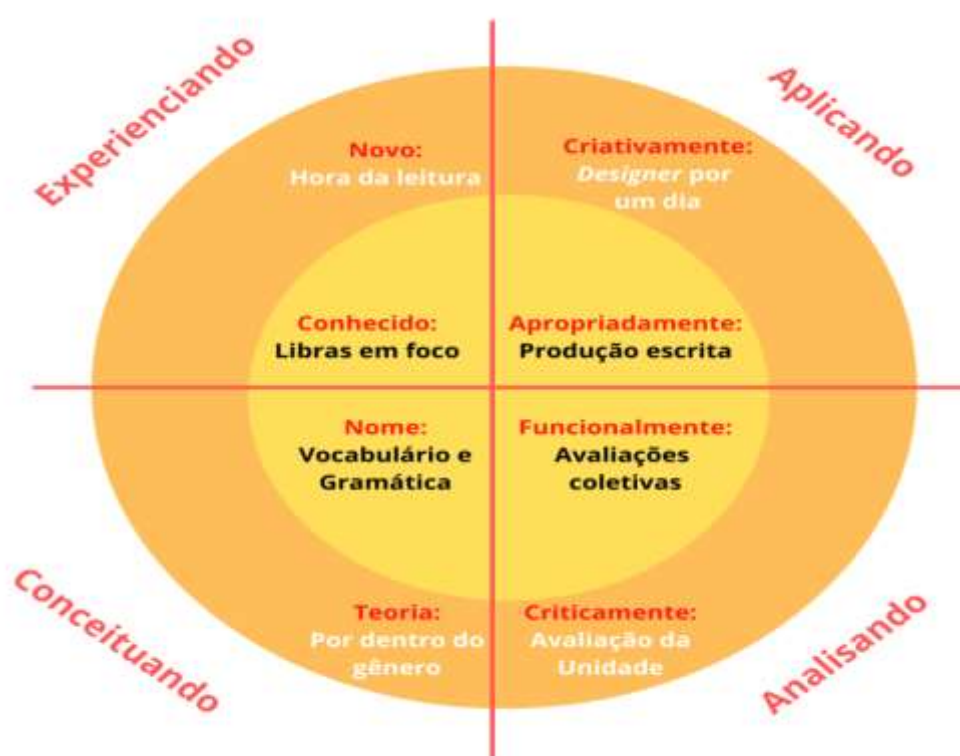 Experienciando
Aplicando
Novo:
Hora da leitura
Criativamente:
Designer por
um dia
Conhecido:
Libras em foco
Apropriadamente:
Produção escrita
Nome:
Vocabulário e
Gramática
Funcionalmente:
Avaliações
coletivas
Teoria:
Por dentro do
gênero
Criticamente:
Avaliação da
Unidade
Conceituando
Analisando